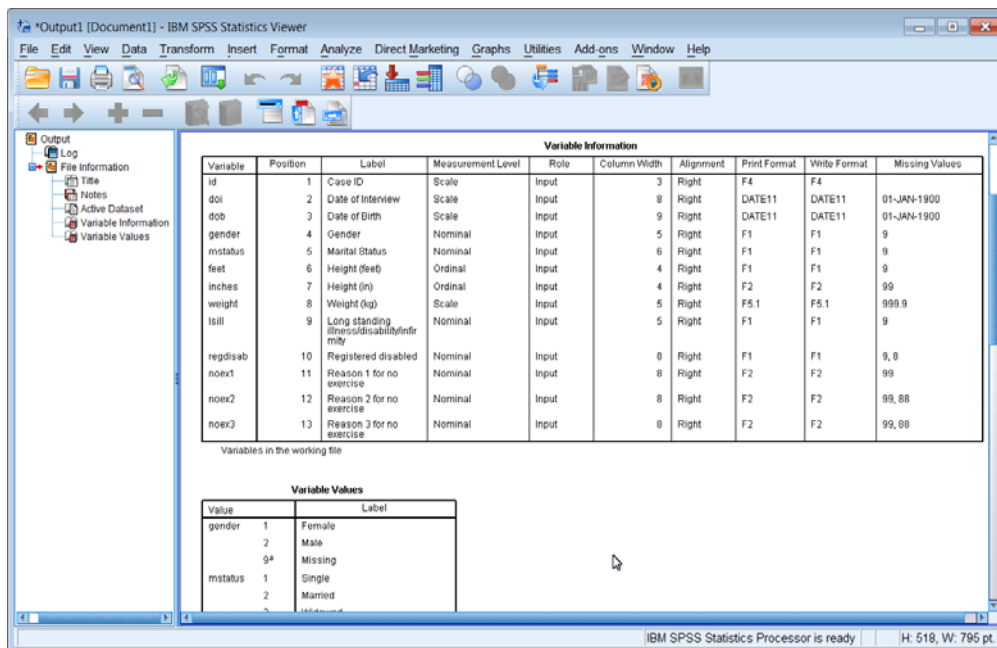 *Output1 [Document1] - IBM SPSS Statistics Viewer
File Edit View Data Transform Insert Format Analyze Direct Marketing Graphs Utilities Add-ons Window Help
Output
Log
File Information
Title
Notes
Active Dataset
Variable Information
Variable Values
Variable Information
Variable Position Label Measurement Level Role Column Width Alignment Print Format Write Format Missing Values
id 1 Case ID Scale Input 3 Right F4 F4
doi 2 Date of Interview Scale Input 8 Right DATE11 DATE11 01-JAN-1900
dob 3 Date of Birth Scale Input 9 Right DATE11 DATE11 01-JAN-1900
gender 4 Gender Nominal Input 5 Right F1 F1 9
mstatus 5 Marital Status Nominal Input 6 Right F1 F1 9
feet 6 Height (feet) Ordinal Input 4 Right F1 F1 9
inches 7 Height (in) Ordinal Input 4 Right F2 F2 99
weight 8 Weight (kg) Scale Input 5 Right F5.1 F5.1 999.9
lsill 9 Long standing Nominal Input 5 Right F1 F1 9
illness/disability/infir
mity
regdisab 10 Registered disabled Nominal Input 8 Right F1 F1 9, 8
noex1 11 Reason 1 for no Nominal Input 8 Right F2 F2 99
exercise
noex2 12 Reason 2 for no Nominal Input 8 Right F2 F2 99, 88
exercise
noex3 13 Reason 3 for no Nominal Input 8 Right F2 F2 99, 88
exercise
Variables in the working file
Variable Values
Value Label
gender 1 Female
2 Male
9ª Missing
mstatus 1 Single
2 Married
IBM SPSS Statistics Processor is ready H: 518, W: 795 pt.